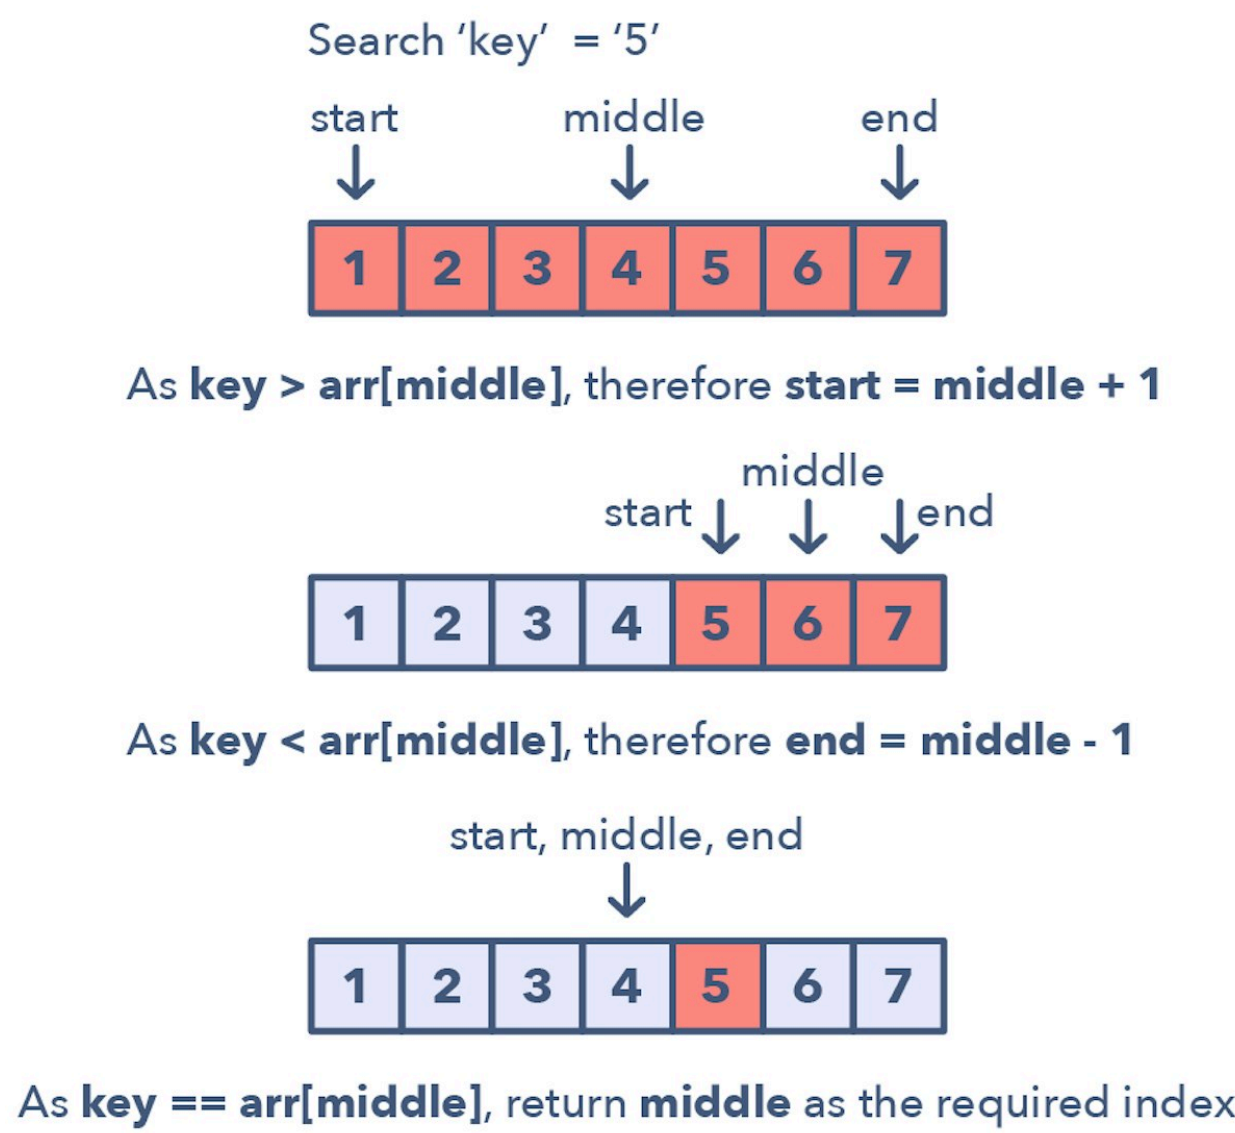 Search ‘key’ = ‘5’
start middle end
1 2 3 4 5 6 7
As key > arr[middle], therefore start = middle + 1
middle
start end
1 2 3 4 5 6 7
As key < arr[middle], therefore end = middle - 1
start, middle, end
1 2 3 4 5 6 7
As key == arr[middle], return middle as the required index